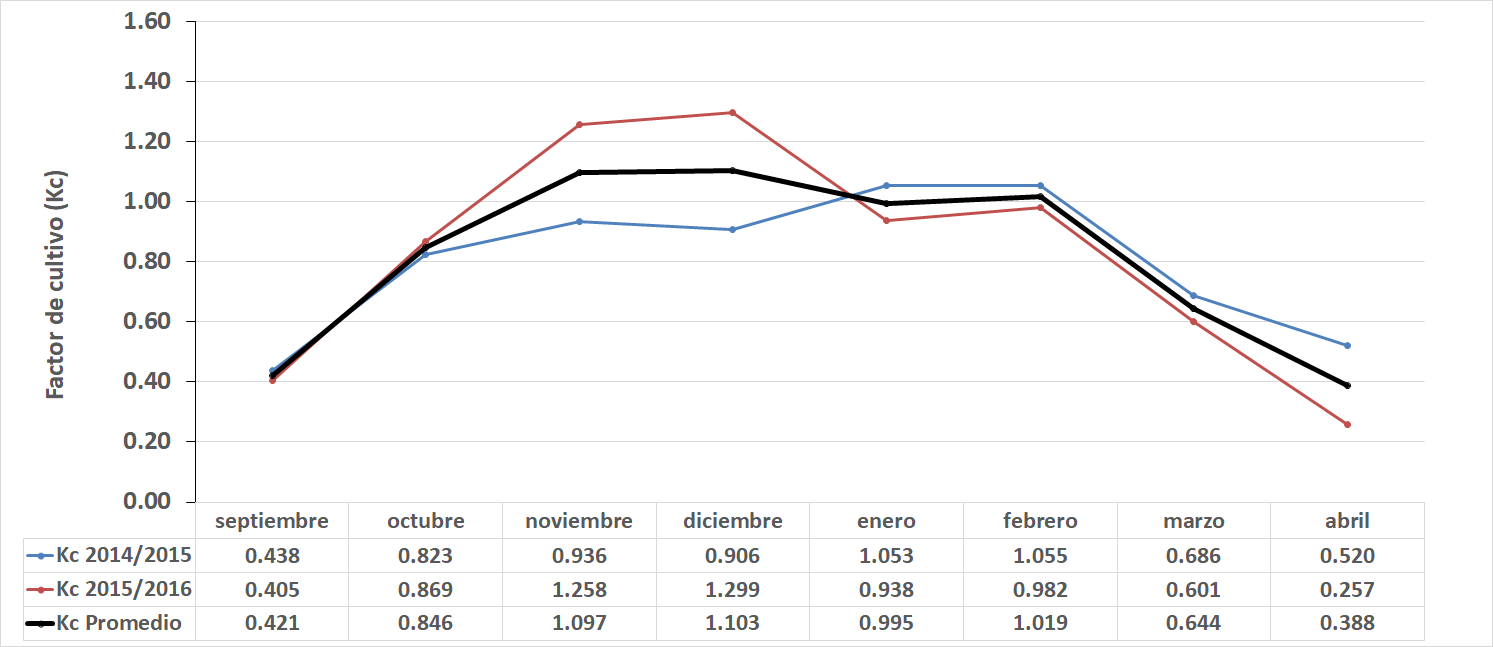 1.60
1.40
1.20
1.00
0.80
0.60
0.40
0.20
0.00
Factor de cultivo (Kc)
septiembre octubre noviembre diciembre enero febrero marzo abril
Kc 2014/2015 0.438 0.823 0.936 0.906 1.053 1.055 0.686 0.520
Kc 2015/2016 0.405 0.869 1.258 1.299 0.938 0.982 0.601 0.257
Kc Promedio 0.421 0.846 1.097 1.103 0.995 1.019 0.644 0.388